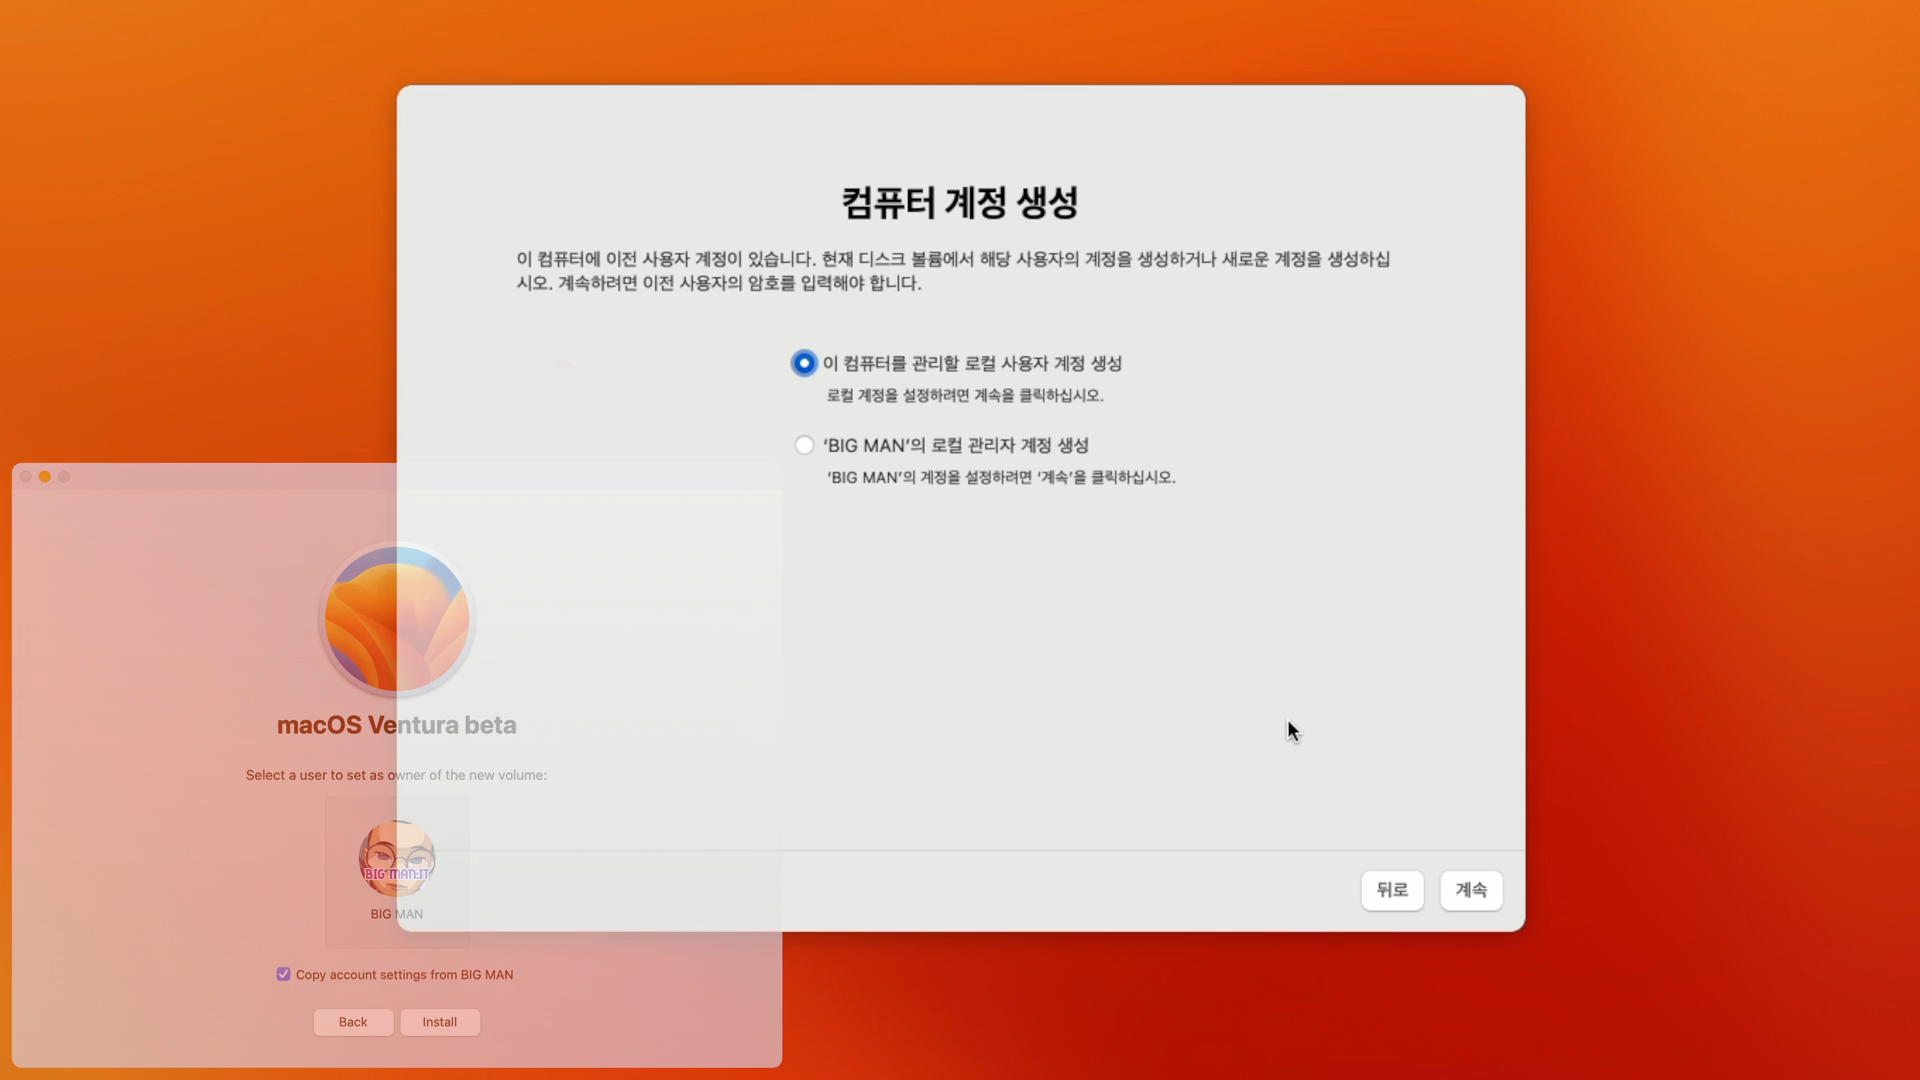 컴퓨터 계정 생성
이 컴퓨터에 이전 사용자 계정이 있습니다. 현재 디스크 볼륨에서 해당 사용자의 계정을 생성하거나 새로운 계정을 생성하십
시오. 계속하려면 이전 사용자의 암호를 입력해야 합니다.
이 컴퓨터를 관리할 로컬 사용자 계정 생성
로컬 계정을 설정하려면 계속을 클릭하십시오.
‘BIG MAN’의 로컬 관리자 계정 생성
‘BIG MAN’의 계정을 설정하려면 ‘계속’을 클릭하십시오.
뒤로
계속
macOS Ventura beta
Select a user to set as owner of the new volume:
BIG MAN:IT
BIG MAN
Copy account settings from BIG MAN
Back
Install